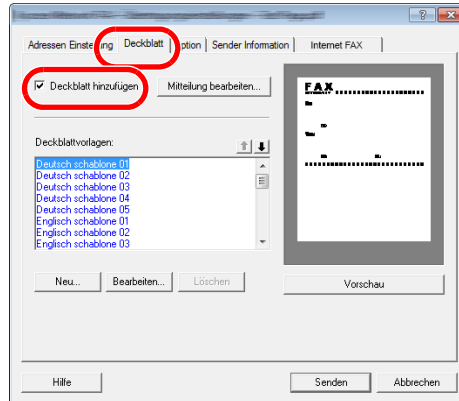 Adressen Einstellung Deckblatt Option Sender Information Internet FAX
Deckblatt hinzufügen Mitteilung bearbeiten...
FAX
Deckblattvorlagen:
Deutsch schablone 01
Deutsch schablone 02
Deutsch schablone 03
Deutsch schablone 04
Deutsch schablone 05
Englisch schablone 01
Englisch schablone 02
Englisch schablone 03
Neu... Bearbeiten... Löschen Vorschau
Hilfe Senden Abbrechen